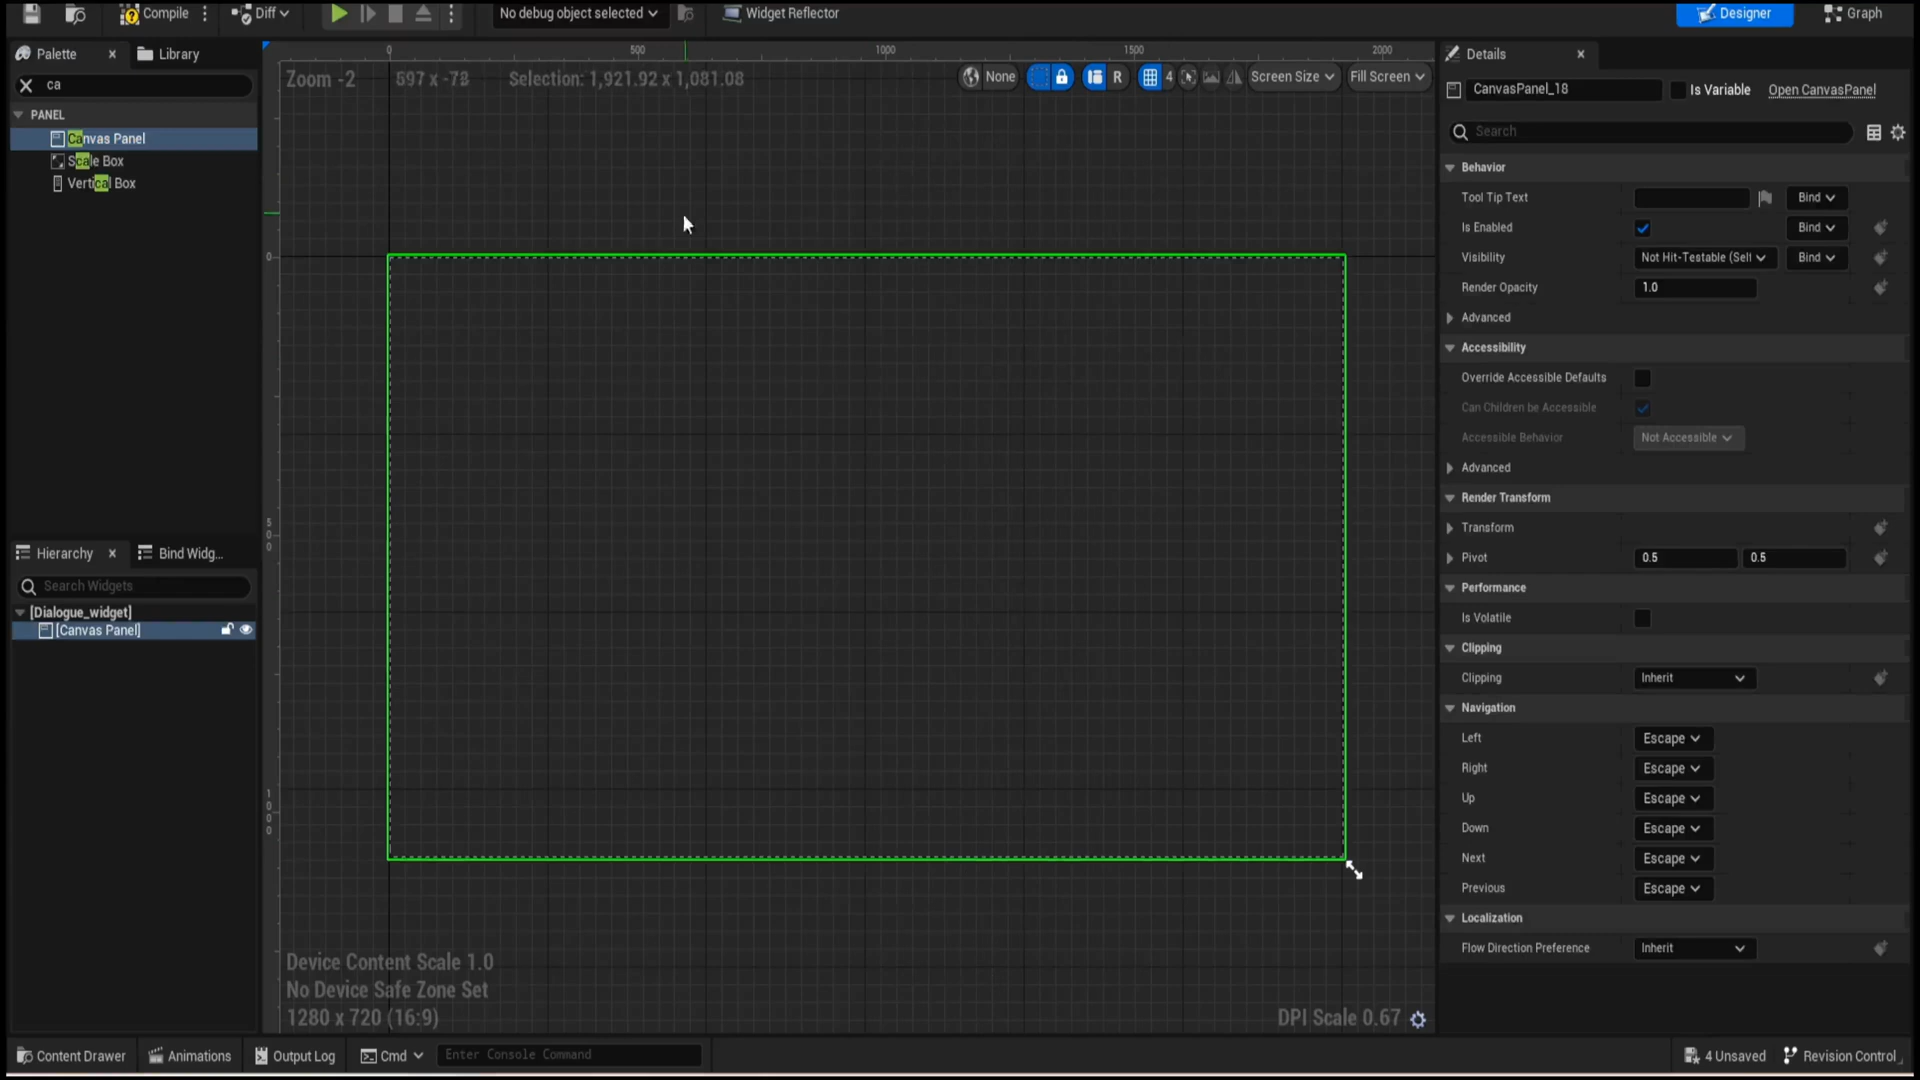 Compile
Diff
No debug object selected
Widget Reflector
Designer
Graph
Palette
Library
ca
PANEL
Canvas Panel
Scale Box
Vertical Box
Hierarchy
Bind Widg...
Search Widgets
[Dialogue_widget]
[Canvas Panel]
0
500
1000
1500
2000
Zoom -2
597 x -72
Selection: 1,921.92 x 1,081.08
None
R
4
Screen Size
Fill Screen
0
500
1000
Device Content Scale 1.0
No Device Safe Zone Set
1280 x 720 (16:9)
DPI Scale 0.67
Details
CanvasPanel_18
Is Variable
Open CanvasPanel
Search
Behavior
Tool Tip Text
Bind
Is Enabled
Bind
Visibility
Not Hit-Testable (Self
Bind
Render Opacity
1.0
Advanced
Accessibility
Override Accessible Defaults
Can Children be Accessible
Accessible Behavior
Not Accessible
Advanced
Render Transform
Transform
Pivot
0.5
0.5
Performance
Is Volatile
Clipping
Clipping
Inherit
Navigation
Left
Escape
Right
Escape
Up
Escape
Down
Escape
Next
Escape
Previous
Escape
Localization
Flow Direction Preference
Inherit
Content Drawer
Animations
Output Log
Cmd
Enter Console Command
4 Unsaved
Revision Control